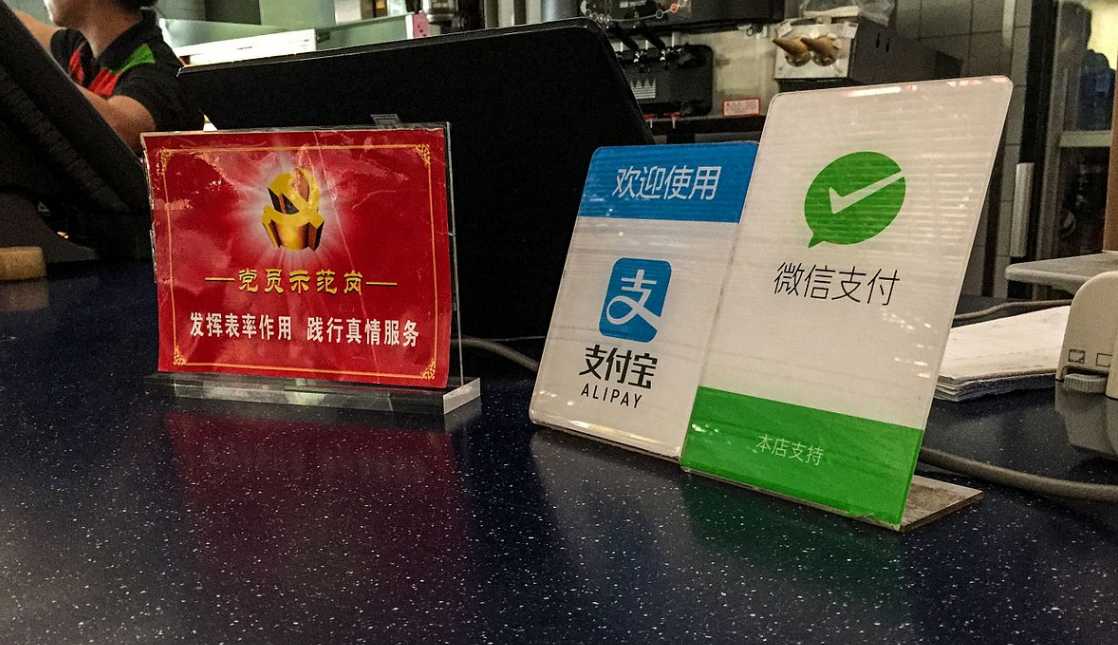 党员示范岗
发挥表率作用 践行真情服务
欢迎使用
支
支付宝
ALIPAY
微信支付
本店支持